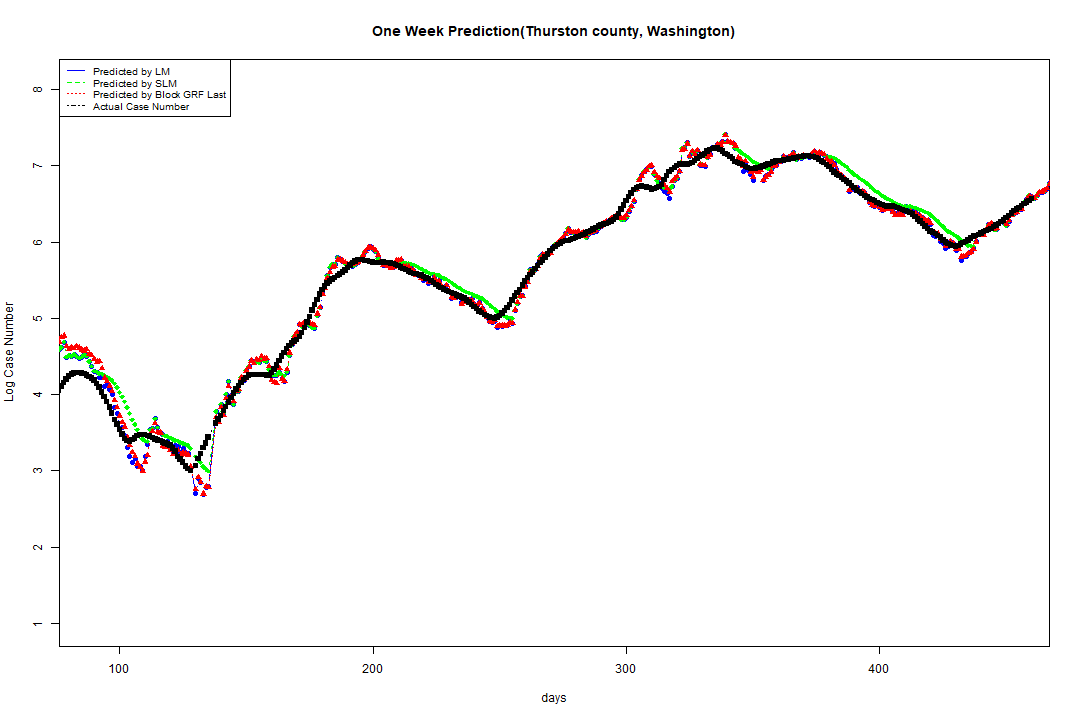 One Week Prediction(Thurston county, Washington)
Predicted by LM
Predicted by SLM
Predicted by Block GRF Last
Actual Case Number
8
7
6
5
4
3
2
1
Log Case Number
100 200 300 400
days